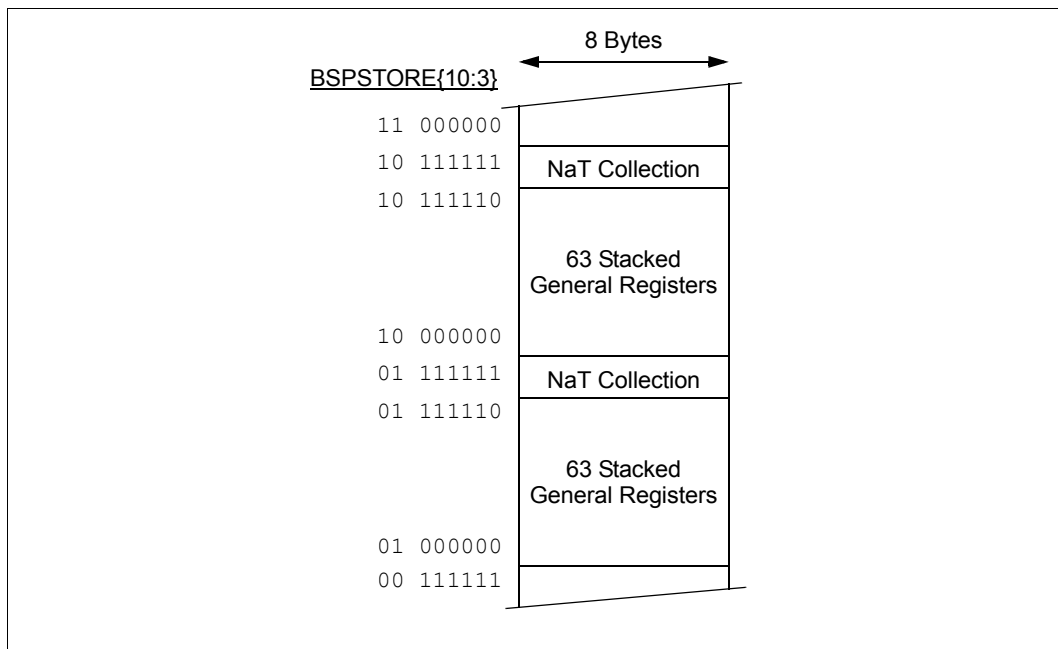 8 Bytes
BSPSTORE{10:3}
11 000000
10 111111
NaT Collection
10 111110
63 Stacked
General Registers
10 000000
01 111111
NaT Collection
01 111110
63 Stacked
General Registers
01 000000
00 111111